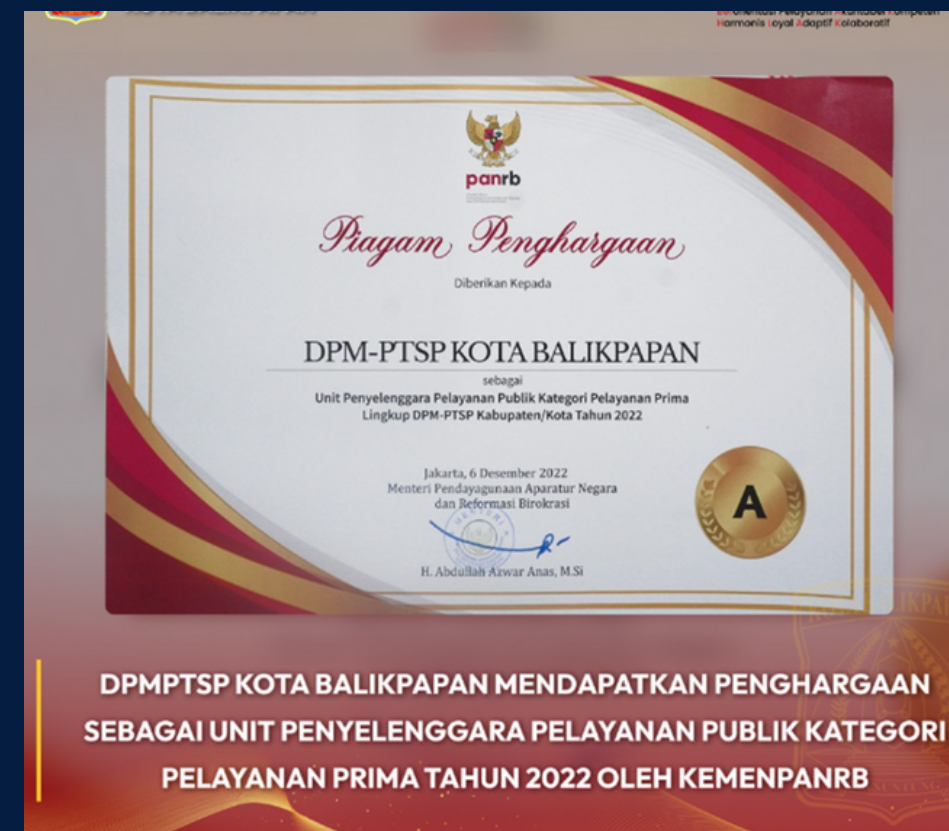 Harmonis Loyal Adaptif Kolaboratif
panrb
Piagam Penghargaan
Diberikan Kepada
DPM-PTSP KOTA BALIKPAPAN
sebagai
Unit Penyelenggara Pelayanan Publik Kategori Pelayanan Prima
Lingkup DPM-PTSP Kabupaten/Kota Tahun 2022
Jakarta, 6 Desember 2022
Menteri Pendayagunaan Aparatur Negara
dan Reformasi Birokrasi
MENTERI
H. Abdullah Azwar Anas, M.Si
A
DPMPTSP KOTA BALIKPAPAN MENDAPATKAN PENGHARGAAN
SEBAGAI UNIT PENYELENGGARA PELAYANAN PUBLIK KATEGORI
PELAYANAN PRIMA TAHUN 2022 OLEH KEMENPANRB